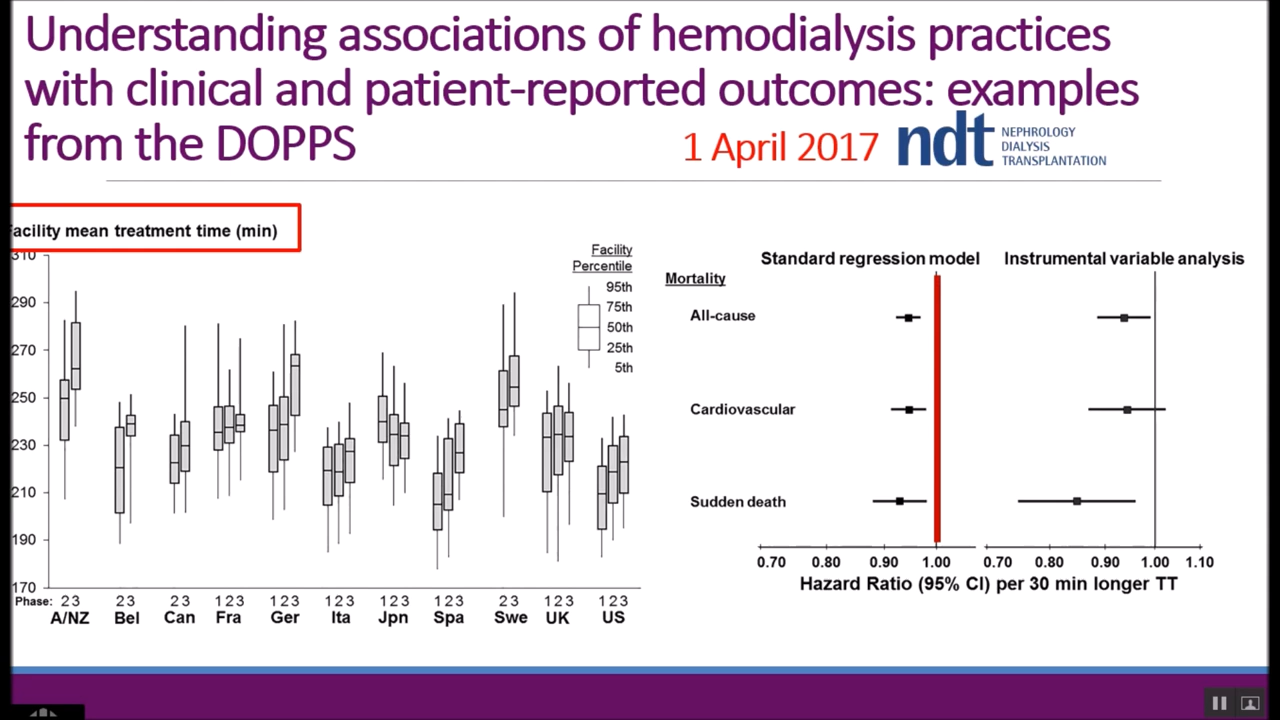 Understanding associations of hemodialysis practices
with clinical and patient-reported outcomes: examples
from the DOPPS
1 April 2017
ndt
NEPHROLOGY
DIALYSIS
TRANSPLANTATION
acility mean treatment time (min)
310
290
270
250
230
210
190
170
Facility
Percentile
95th
75th
50th
25th
5th
Phase: 2 3 2 3 2 3 1 2 3 1 2 3 1 2 3 1 2 3 1 2 3 2 3 1 2 3 1 2 3
A/NZ Bel Can Fra Ger Ita Jpn Spa Swe UK US
Standard regression model Instrumental variable analysis
Mortality
All-cause
Cardiovascular
Sudden death
0.70 0.80 0.90 1.00 0.70 0.80 0.90 1.00 1.10
Hazard Ratio (95% CI) per 30 min longer TT